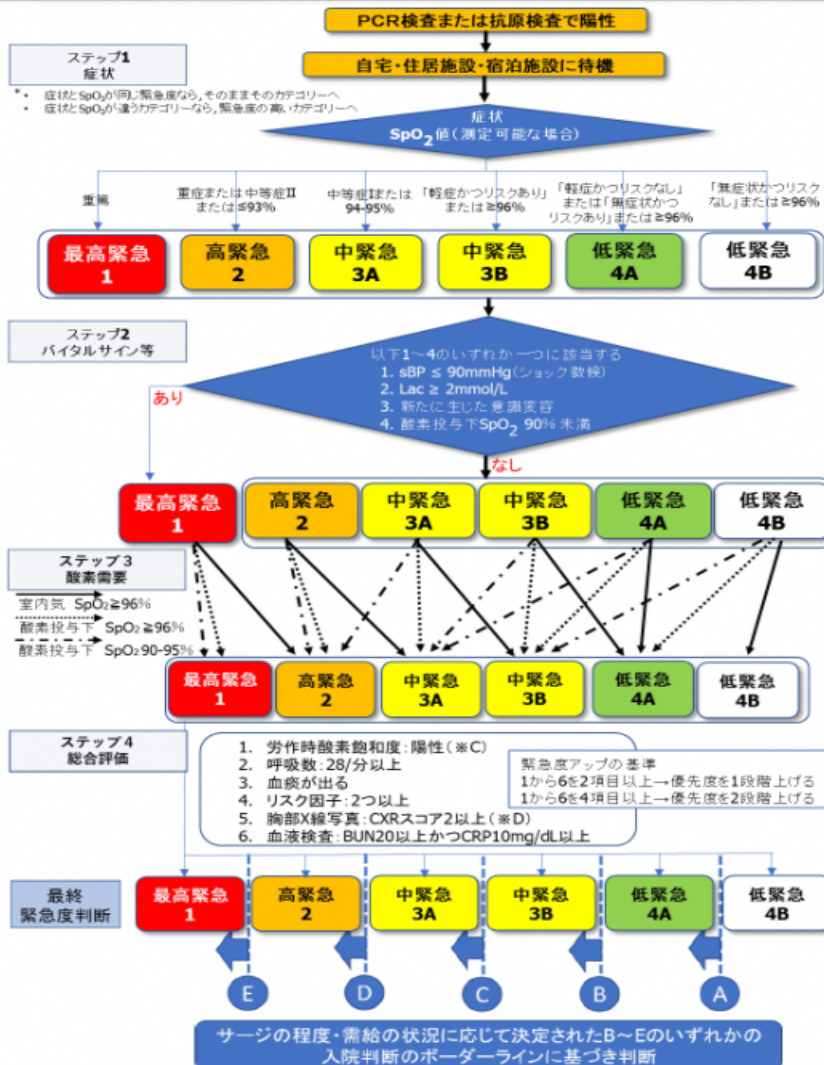 PCR検査または抗原検査で陽性
自宅・住居施設・宿泊施設に待機
ステップ1
症状
*・ 症状とSpO₂が同じ緊急度なら,そのままそのカテゴリーへ
・ 症状とSpO₂が違うカテゴリーなら,緊急度の高いカテゴリーへ
症状
SpO₂値(測定可能な場合)
重篤
重症または中等症II
または≦93%
中等症Iまたは
94-95%
「軽症かつリスクあり」
または≧96%
「軽症かつリスクなし」
または「無症状かつ
リスクあり」または≧96%
「無症状かつリスク
なし」または≧96%
最高緊急
1
高緊急
2
中緊急
3A
中緊急
3B
低緊急
4A
低緊急
4B
ステップ2
バイタルサイン等
以下1~4のいずれか一つに該当する
1. sBP ≤ 90mmHg(ショック徴候)
2. Lac ≥ 2mmol/L
3. 新たに生じた意識変容
4. 酸素投与下SpO₂ 90% 未満
あり
なし
最高緊急
1
高緊急
2
中緊急
3A
中緊急
3B
低緊急
4A
低緊急
4B
ステップ3
酸素需要
室内気 SpO₂≧96%
酸素投与下 SpO₂≧96%
酸素投与下 SpO₂ 90-95%
最高緊急
1
高緊急
2
中緊急
3A
中緊急
3B
低緊急
4A
低緊急
4B
ステップ4
総合評価
1. 労作時酸素飽和度:陽性(※C)
2. 呼吸数:28/分以上
3. 血痰が出る
4. リスク因子:2つ以上
5. 胸部X線写真:CXRスコア2以上(※D)
6. 血液検査:BUN20以上かつCRP10mg/dL以上
緊急度アップの基準
1から6を2項目以上→優先度を1段階上げる
1から6を4項目以上→優先度を2段階上げる
最終
緊急度判断
最高緊急
1
高緊急
2
中緊急
3A
中緊急
3B
低緊急
4A
低緊急
4B
E
D
C
B
A
サージの程度・需給の状況に応じて決定されたB~Eのいずれかの
入院判断のボーダーラインに基づき判断